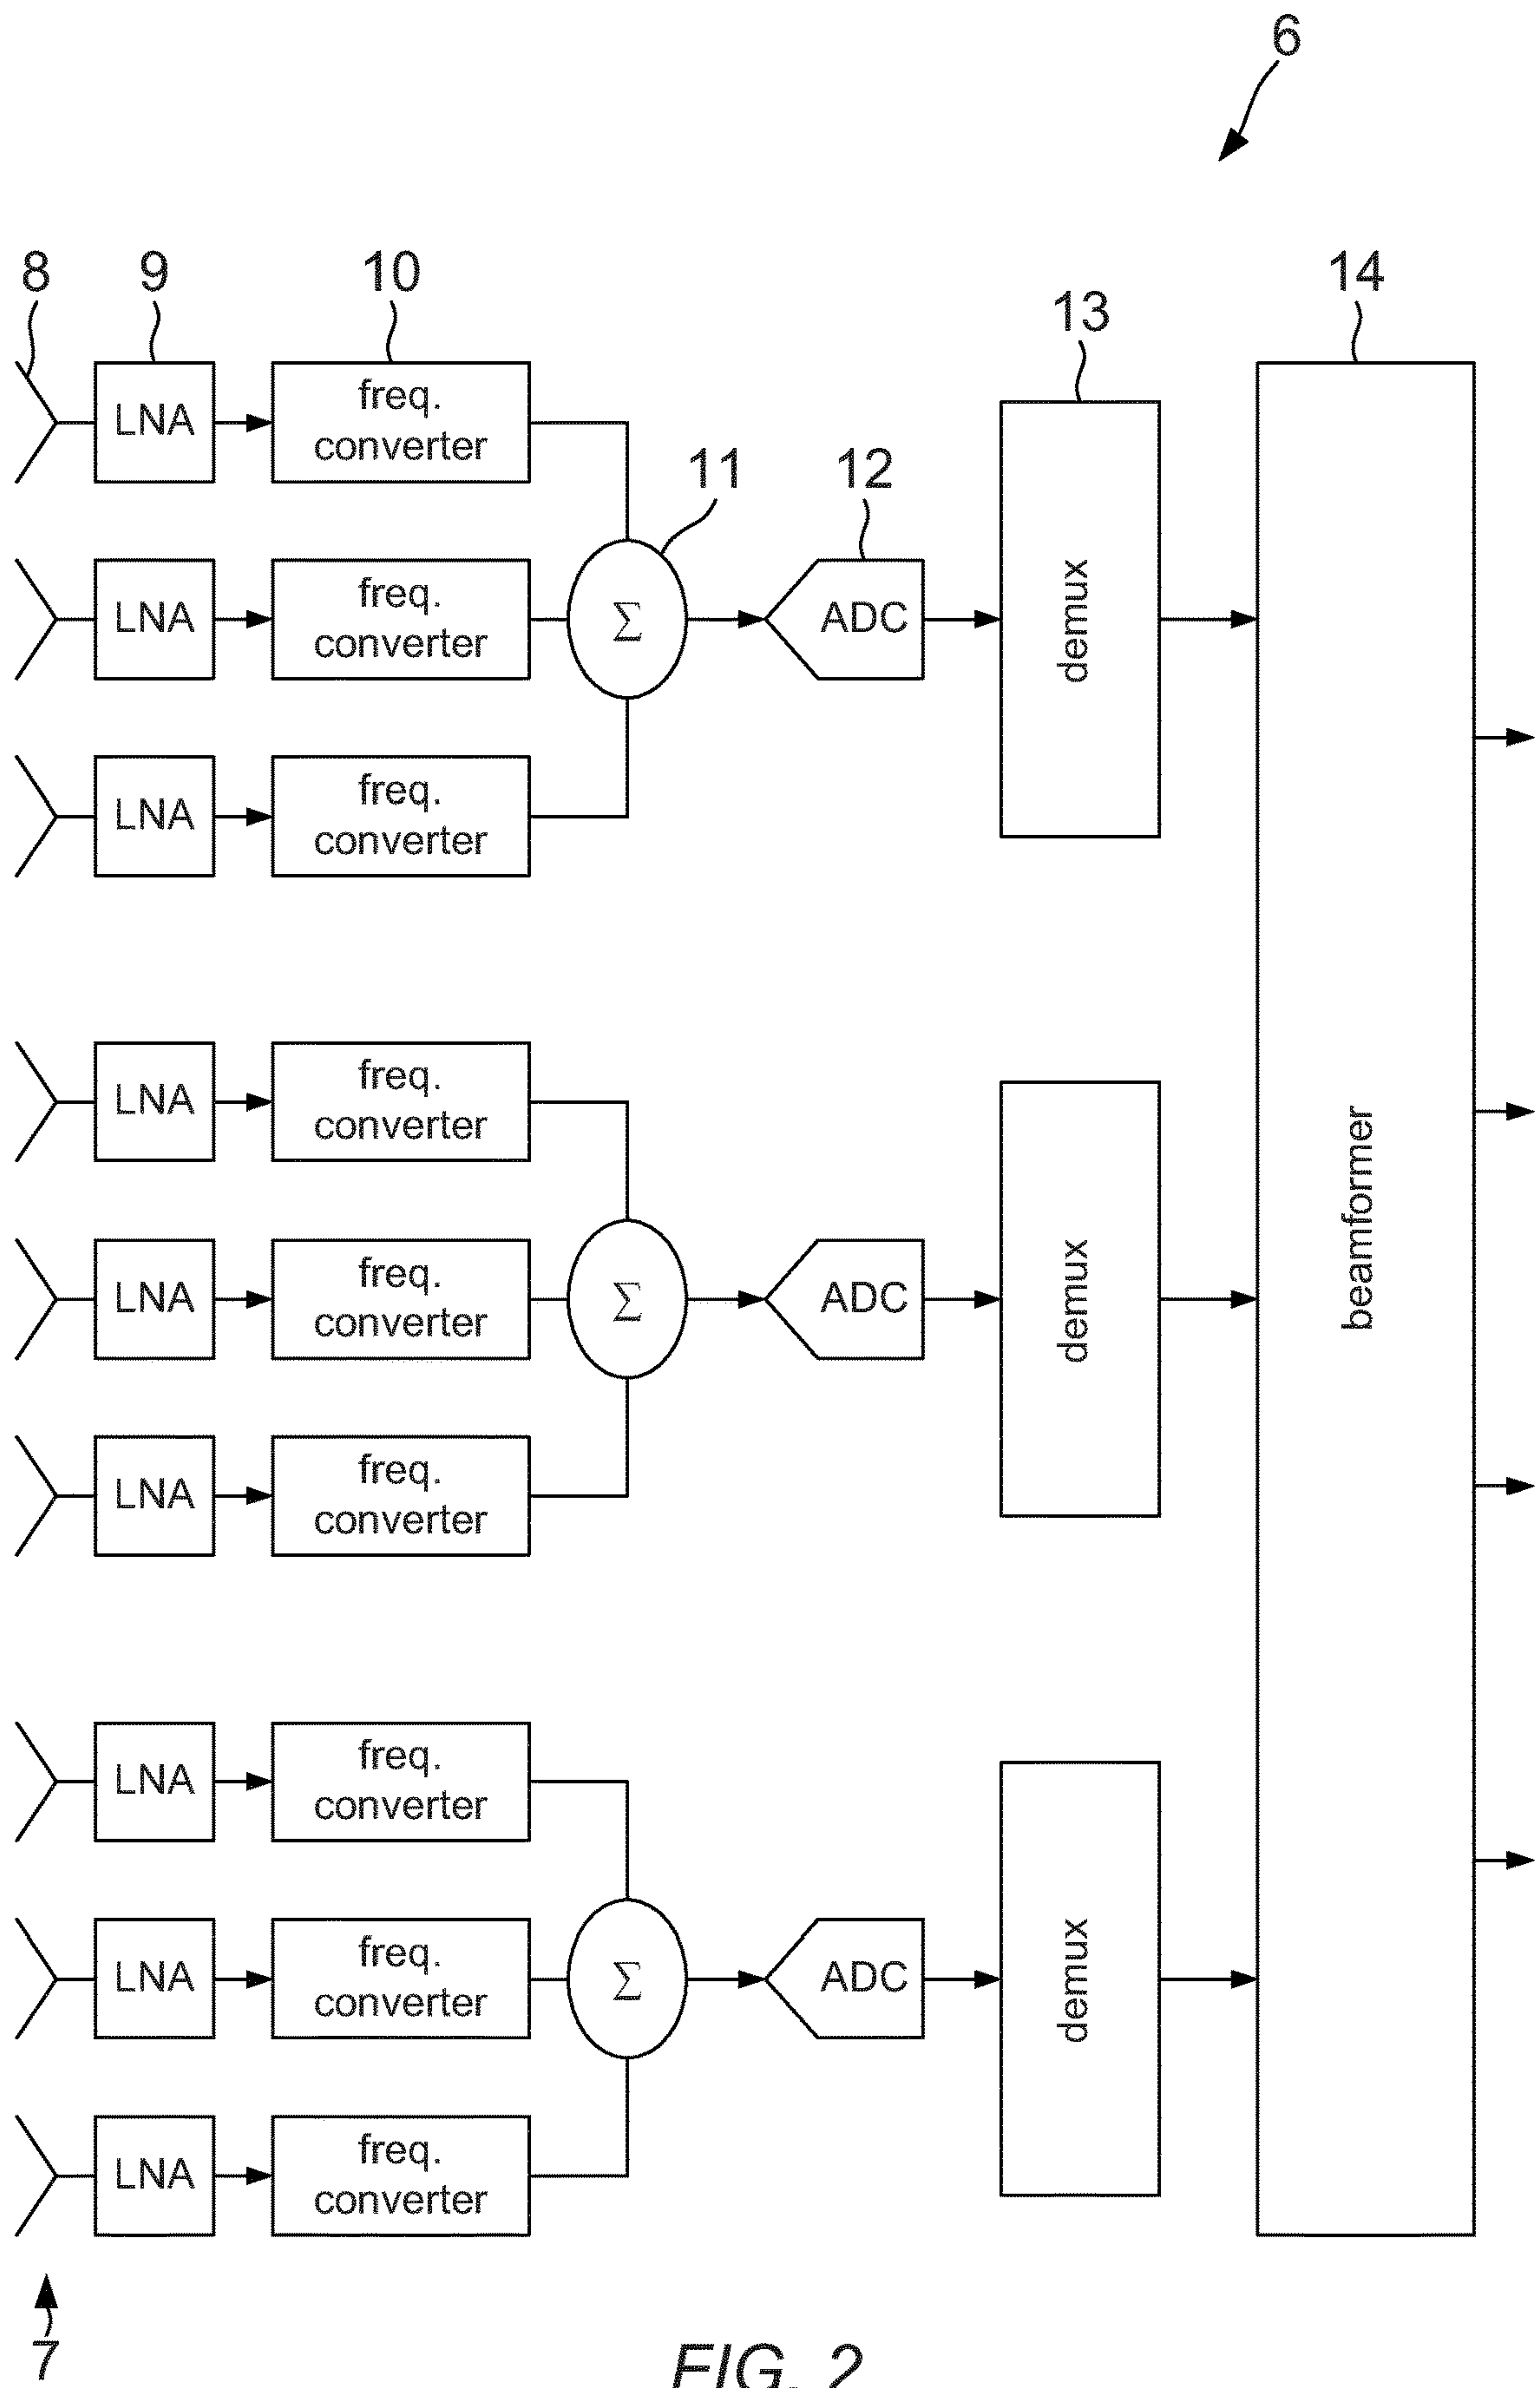 6
8
9
10
14
13
LNA
freq.
converter
11
12
LNA
freq.
converter
Σ
ADC
demux
LNA
freq.
converter
LNA
freq.
converter
LNA
freq.
converter
Σ
ADC
demux
beamformer
LNA
freq.
converter
LNA
freq.
converter
LNA
freq.
converter
Σ
ADC
demux
LNA
freq.
converter
7
FIG. 2